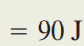 = 90 J